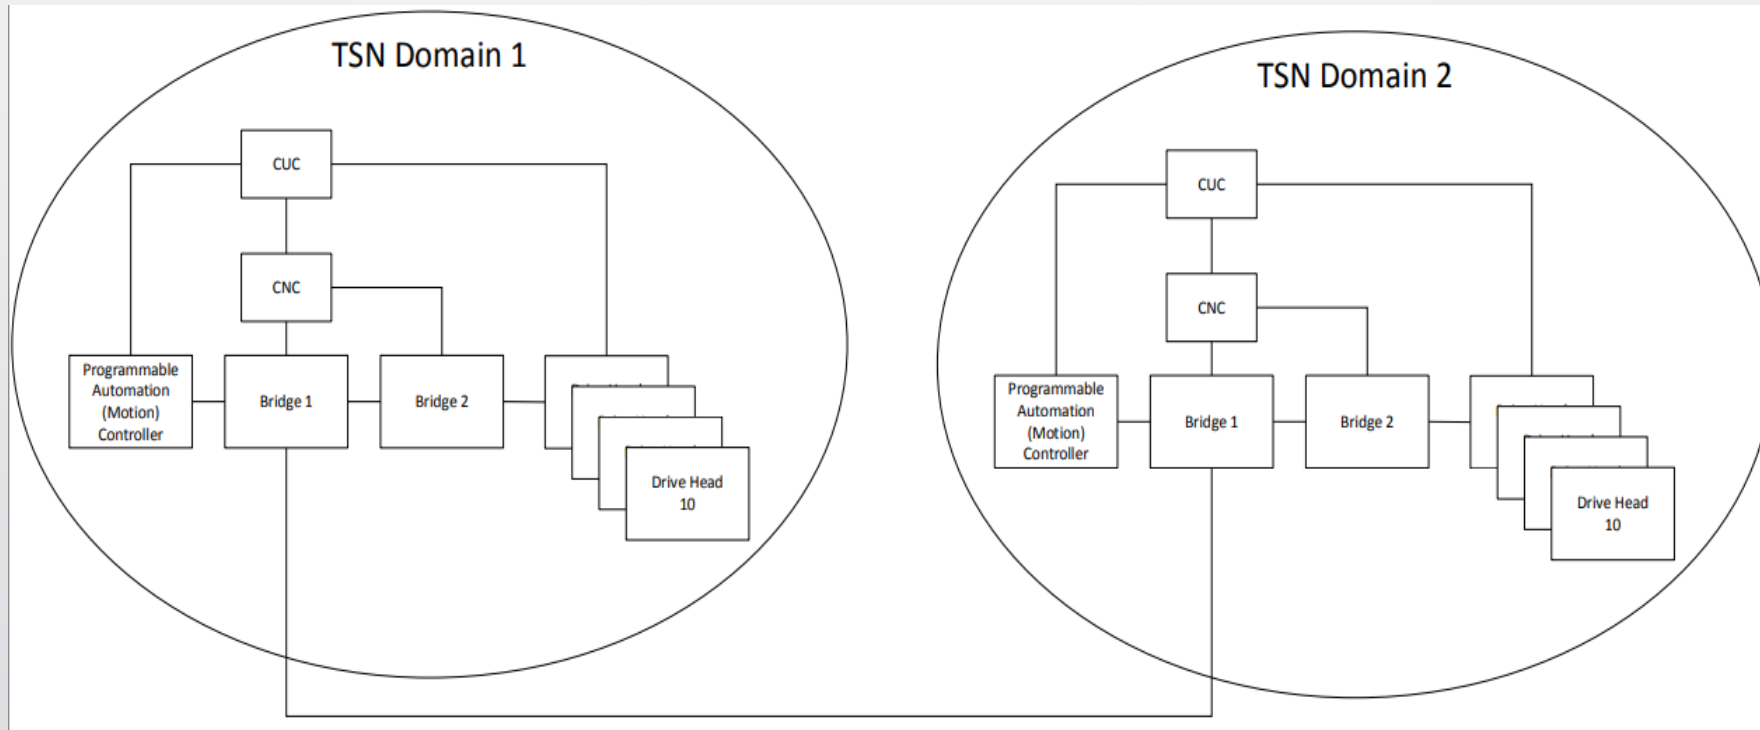 TSN Domain 1
CUC
CNC
Programmable
Automation
(Motion)
Controller
Bridge 1
Bridge 2
Drive Head
10
TSN Domain 2
CUC
CNC
Programmable
Automation
(Motion)
Controller
Bridge 1
Bridge 2
Drive Head
10